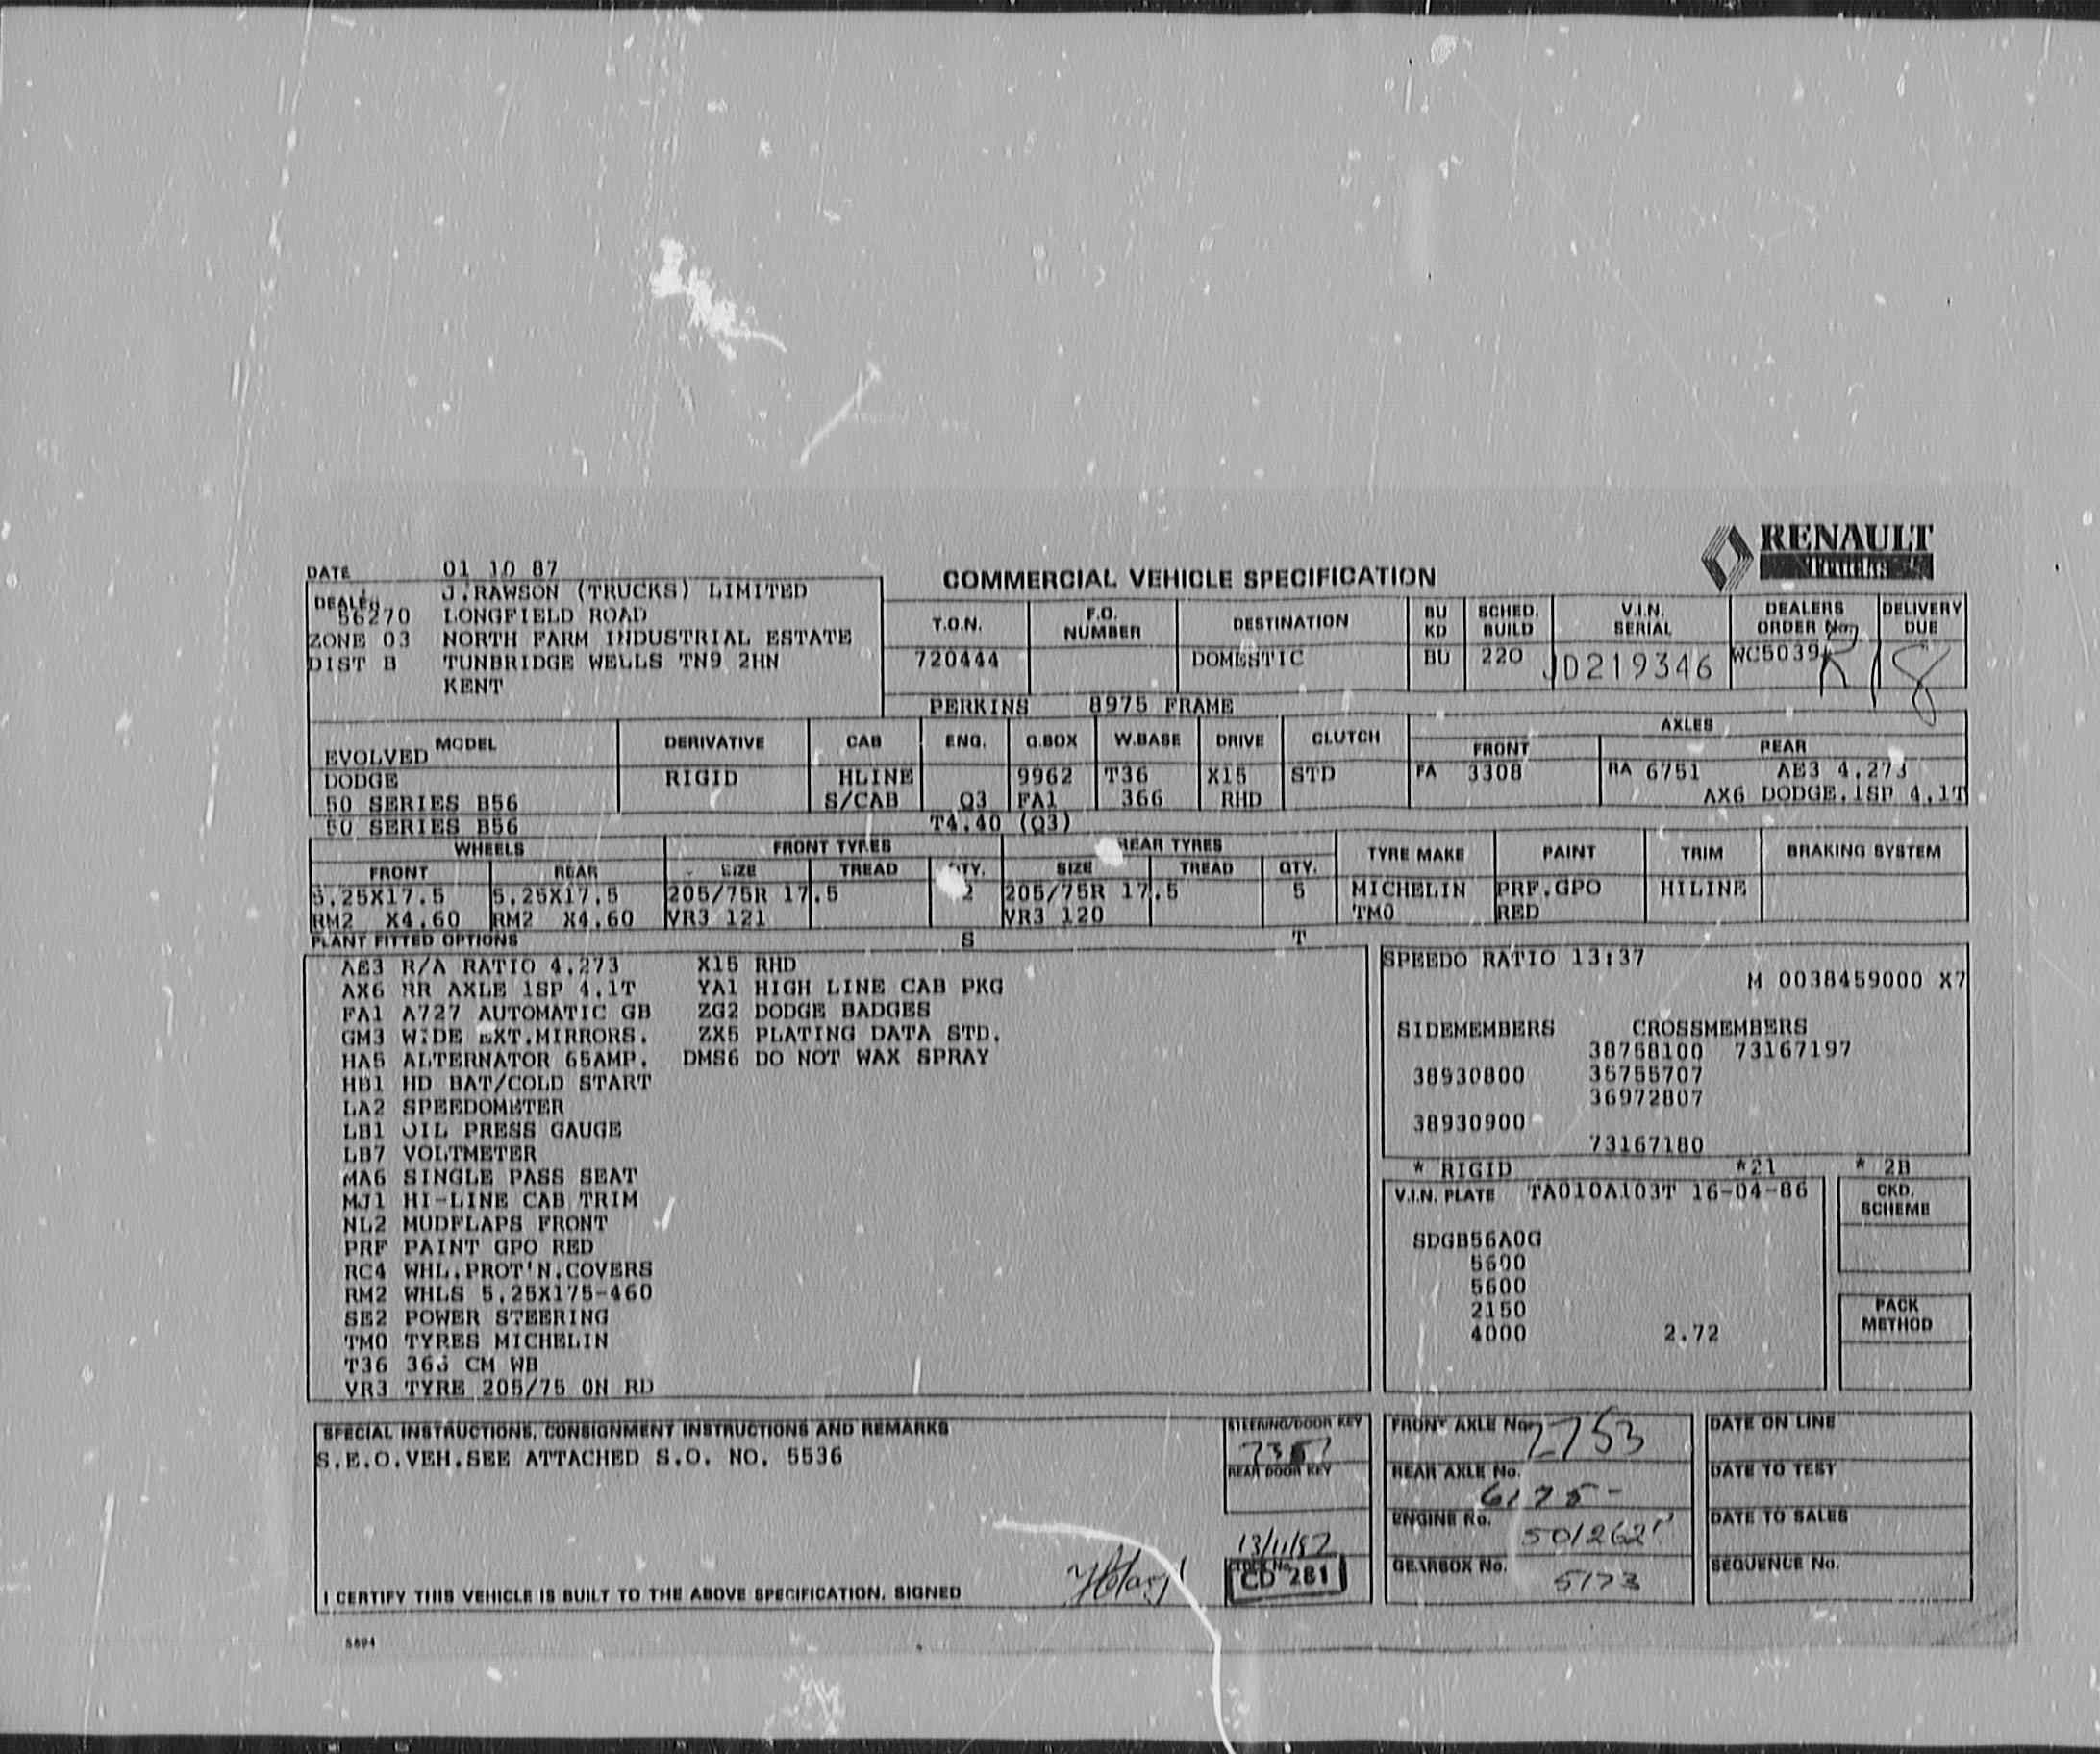 RENAULT
Trucks
DATE 01 10 87
COMMERCIAL VEHICLE SPECIFICATION
DEALER J.RAWSON (TRUCKS) LIMITED
56270 LONGFIELD ROAD
ZONE 03 NORTH FARM INDUSTRIAL ESTATE
DIST B TUNBRIDGE WELLS TN9 2HN
KENT
T.O.N. F.O. NUMBER DESTINATION BU KD SCHED. BUILD V.I.N. SERIAL DEALERS ORDER No. DELIVERY DUE
720444 DOMESTIC BU 220 JD219346 WC5039 R 18
PERKINS 8975 FRAME
MODEL DERIVATIVE CAB ENG. G.BOX W.BASE DRIVE CLUTCH AXLES
FRONT REAR
EVOLVED
DODGE RIGID HLINE 9962 T36 X15 STD FA 3308 RA 6751 AE3 4.273
50 SERIES B56 S/CAB Q3 FA1 366 RHD AX6 DODGE.1SP 4.1T
50 SERIES B56 T4.40 (Q3)
WHEELS FRONT TYRES REAR TYRES TYRE MAKE PAINT TRIM BRAKING SYSTEM
FRONT REAR SIZE TREAD QTY. SIZE TREAD QTY.
5.25X17.5 5.25X17.5 205/75R 17.5 2 205/75R 17.5 5 MICHELIN PRF.GPO HILINE
RM2 X4.60 RM2 X4.60 VR3 121 VR3 120 TM0 RED
PLANT FITTED OPTIONS S T
AE3 R/A RATIO 4.273 X15 RHD
AX6 RR AXLE 1SP 4.1T YA1 HIGH LINE CAB PKG
FA1 A727 AUTOMATIC GB ZG2 DODGE BADGES
GM3 WIDE EXT.MIRRORS. ZX5 PLATING DATA STD.
HA5 ALTERNATOR 65AMP. DMS6 DO NOT WAX SPRAY
HB1 HD BAT/COLD START
LA2 SPEEDOMETER
LB1 OIL PRESS GAUGE
LB7 VOLTMETER
MA6 SINGLE PASS SEAT
MJ1 HI-LINE CAB TRIM
NL2 MUDFLAPS FRONT
PRF PAINT GPO RED
RC4 WHL.PROT'N.COVERS
RM2 WHLS 5.25X175-460
SE2 POWER STEERING
TM0 TYRES MICHELIN
T36 366 CM WB
VR3 TYRE 205/75 ON RD
SPEEDO RATIO 13:37
M 0038459000 X7
SIDEMEMBERS CROSSMEMBERS
38758100 73167197
38930800 35755707
36972807
38930900
73167180
* RIGID *21 * 2B
V.I.N. PLATE TA010A103T 16-04-86
SDGB56A0G
5600
5600
2150
4000 2.72
CKD. SCHEME
PACK METHOD
SPECIAL INSTRUCTIONS, CONSIGNMENT INSTRUCTIONS AND REMARKS
S.E.O.VEH.SEE ATTACHED S.O. NO. 5536
I CERTIFY THIS VEHICLE IS BUILT TO THE ABOVE SPECIFICATION. SIGNED
STEERING/DOOR KEY
REAR DOOR KEY
13/11/87
CD 281
FRONT AXLE No. 2753
REAR AXLE No. 6175-
ENGINE No.
GEARBOX No. 5173
DATE ON LINE
DATE TO TEST
DATE TO SALES
SEQUENCE No.
5894